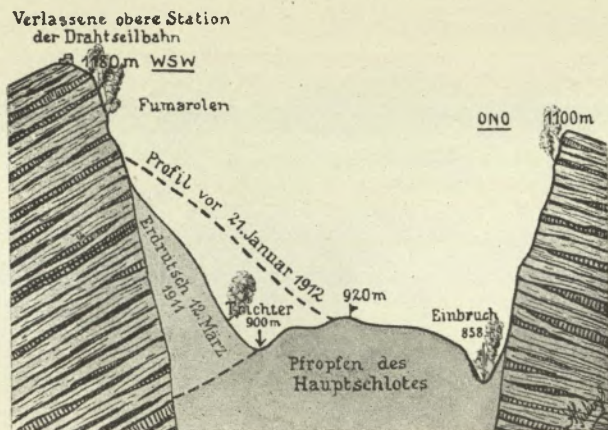 Verlassene obere Station
der Drahtseilbahn
1180 m WSW
Fumarolen
ONO 1100m
Profil vor 21. Januar 1912
Erdrutsch 12. März
1911
Trichter
900m
920m
Einbruch
858
Pfropfen des
Hauptschlotes